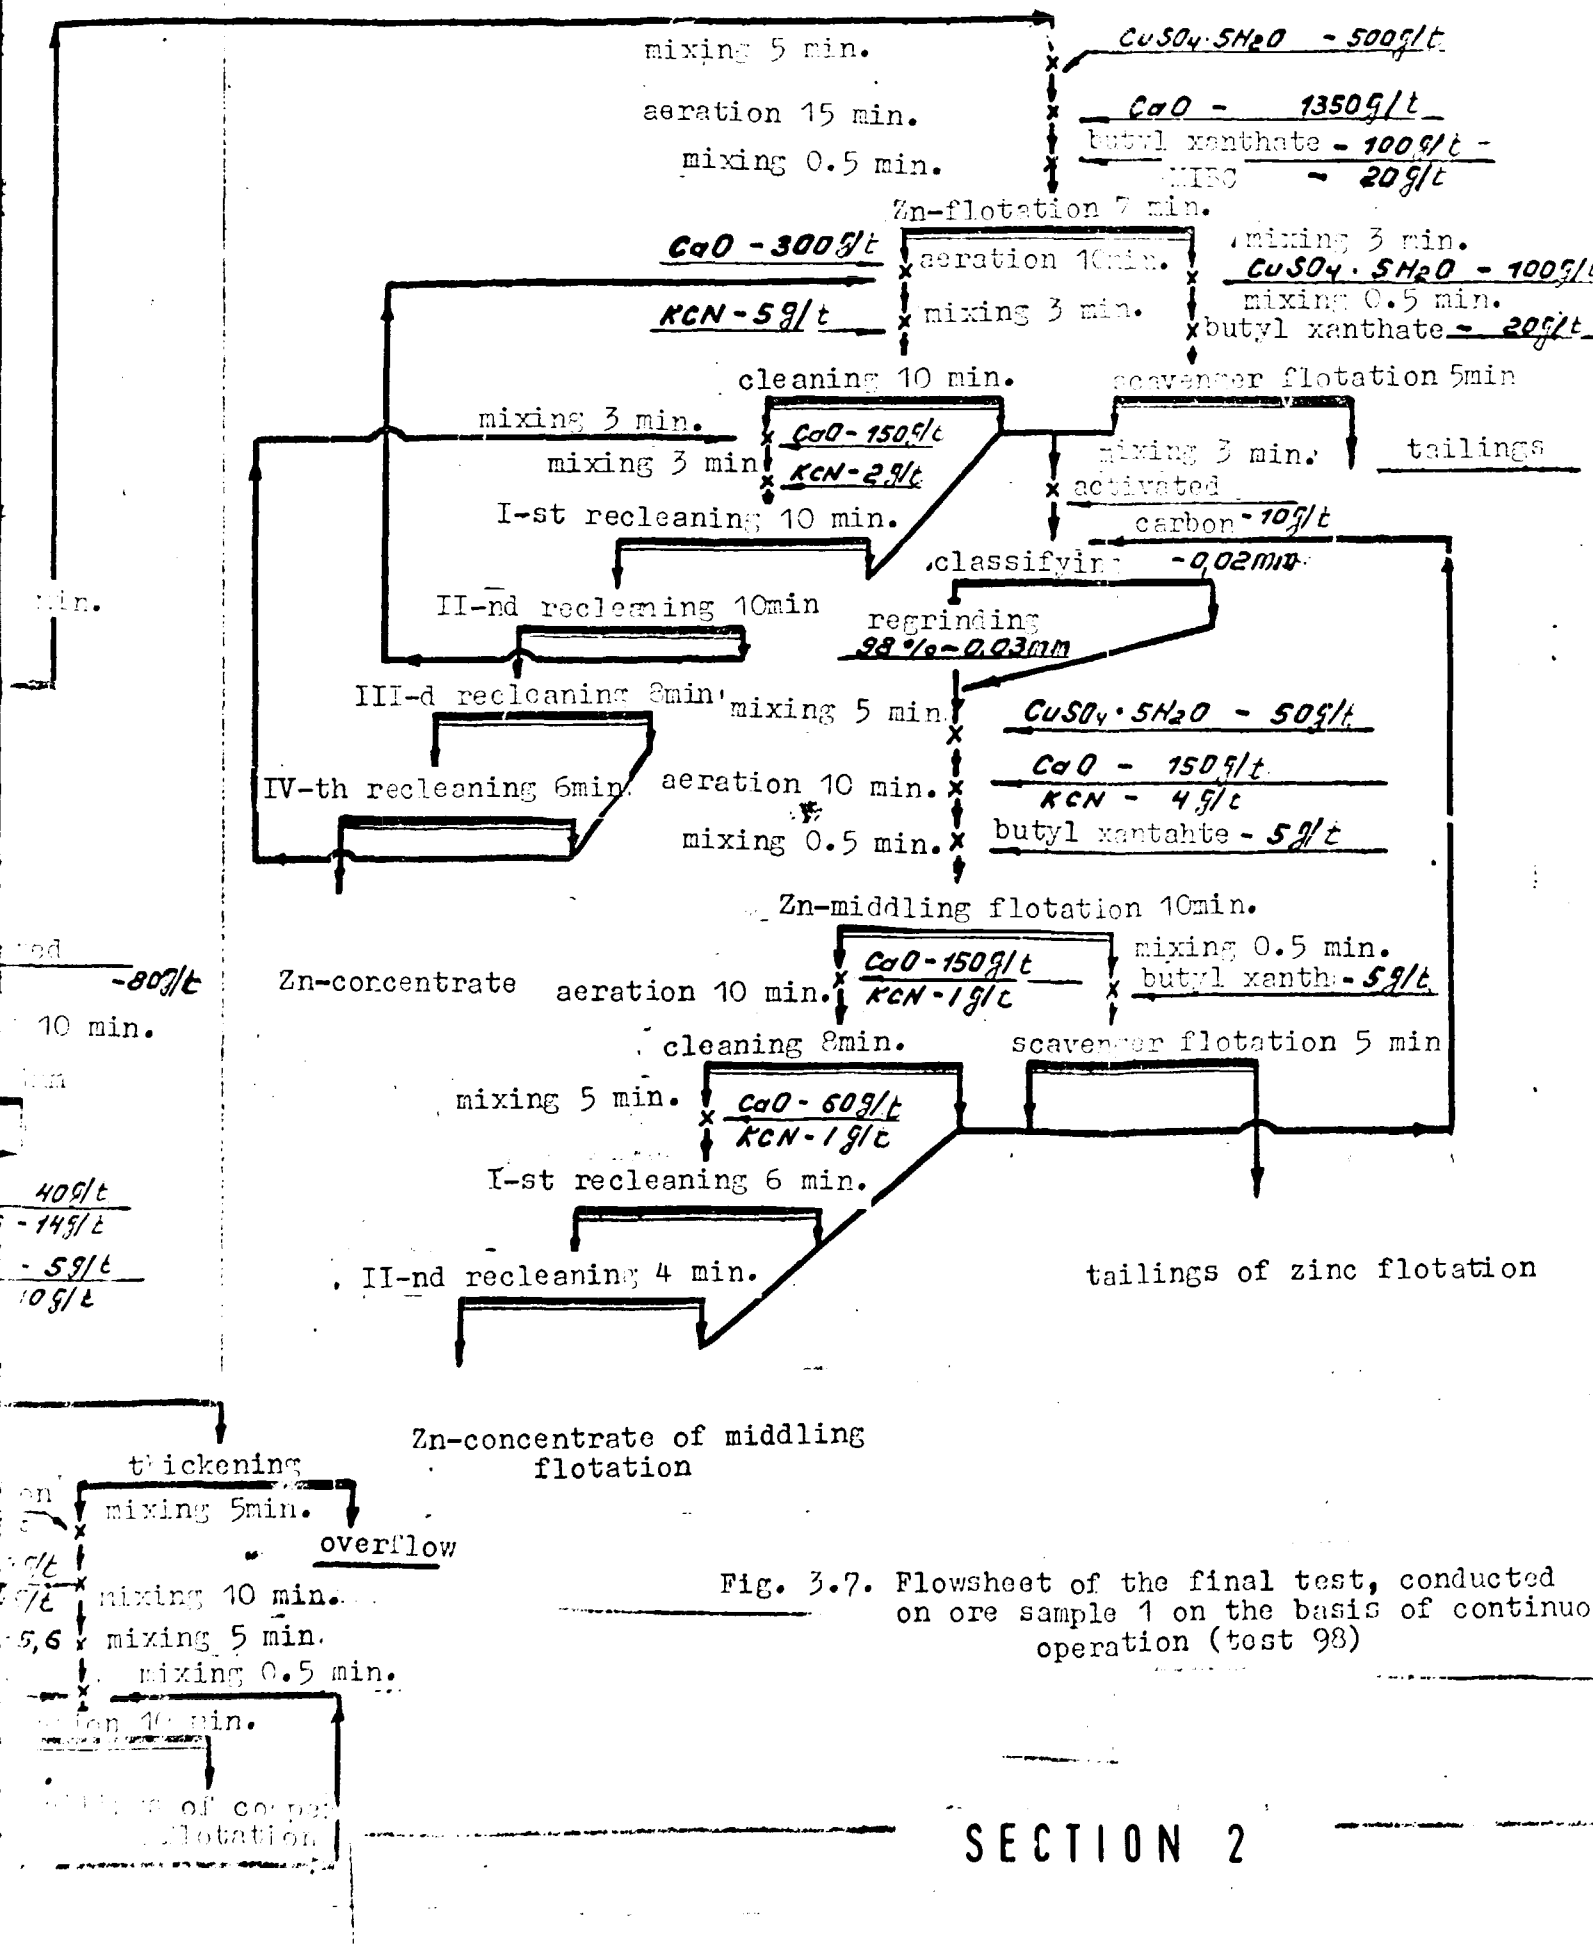 mixing 5 min.
CuSO4·5H2O - 500g/t
aeration 15 min.
CaO - 1350g/t
butyl xanthate - 100g/t -
mixing 0.5 min.
MIBC - 20g/t
Zn-flotation 7 min.
CaO - 300g/t
aeration 10min.
mixing 3 min.
CuSO4 · 5H2O - 100g/t
KCN - 5g/t
mixing 3 min.
mixing 0.5 min.
butyl xanthate - 20g/t
cleaning 10 min.
scavenger flotation 5min
mixing 3 min.
CaO - 150g/t
mixing 3 min
KCN - 2g/t
mixing 3 min.
tailings
activated
carbon - 10g/t
I-st recleaning 10 min.
classifying -0,02mm
min.
II-nd recleaning 10min
regrinding
98% - 0,03mm
III-d recleaning 8min.
mixing 5 min.
CuSO4 · 5H2O - 50g/t
IV-th recleaning 6min.
aeration 10 min.
CaO - 150g/t
KCN - 4g/t
mixing 0.5 min.
butyl xantahte - 5g/t
Zn-middling flotation 10min.
-80g/t
Zn-concentrate
aeration 10 min.
CaO - 150g/t
KCN - 1g/t
mixing 0.5 min.
butyl xanth - 5g/t
10 min.
cleaning 8min.
scavenger flotation 5 min
mixing 5 min.
CaO - 60g/t
KCN - 1g/t
40g/t
- 14g/t
I-st recleaning 6 min.
- 5g/t
10g/t
II-nd recleaning 4 min.
tailings of zinc flotation
Zn-concentrate of middling
flotation
thickening
mixing 5min.
overflow
g/t
g/t
mixing 10 min.
5,6
mixing 5 min.
mixing 0.5 min.
10 min.
of copper
flotation
Fig. 3.7. Flowsheet of the final test, conducted
on ore sample 1 on the basis of continuo
operation (test 98)
SECTION 2